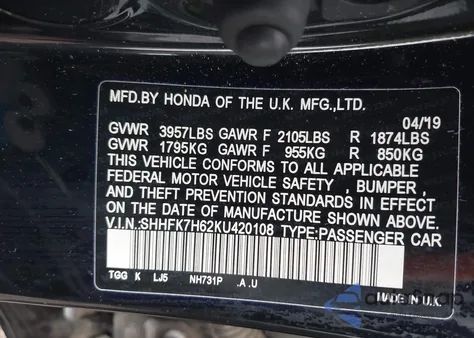 MFD.BY HONDA OF THE U.K. MFG.,LTD.
04/'19
GVWR 3957LBS GAWR F 2105LBS R 1874LBS
GVWR 1795KG GAWR F 955KG R 850KG
THIS VEHICLE CONFORMS TO ALL APPLICABLE
FEDERAL MOTOR VEHICLE SAFETY , BUMPER ,
AND THEFT PREVENTION STANDARDS IN EFFECT
ON THE DATE OF MANUFACTURE SHOWN ABOVE.
V.I.N.:SHHFK7H62KU420108 TYPE:PASSENGER CAR
TGG K LJ5 NH731P .A .U
MADE IN U.K.